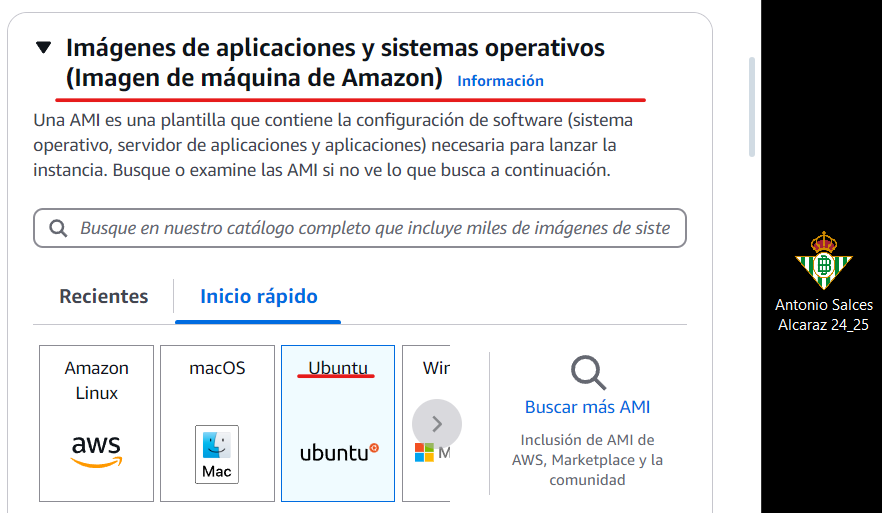 Imágenes de aplicaciones y sistemas operativos
(Imagen de máquina de Amazon) Información
Una AMI es una plantilla que contiene la configuración de software (sistema
operativo, servidor de aplicaciones y aplicaciones) necesaria para lanzar la
instancia. Busque o examine las AMI si no ve lo que busca a continuación.
Busque en nuestro catálogo completo que incluye miles de imágenes de siste
Recientes
Inicio rápido
Amazon
Linux
aws
macOS
Mac
Ubuntu
ubuntu
Win
M
Buscar más AMI
Inclusión de AMI de
AWS, Marketplace y la
comunidad
Antonio Salces
Alcaraz 24_25